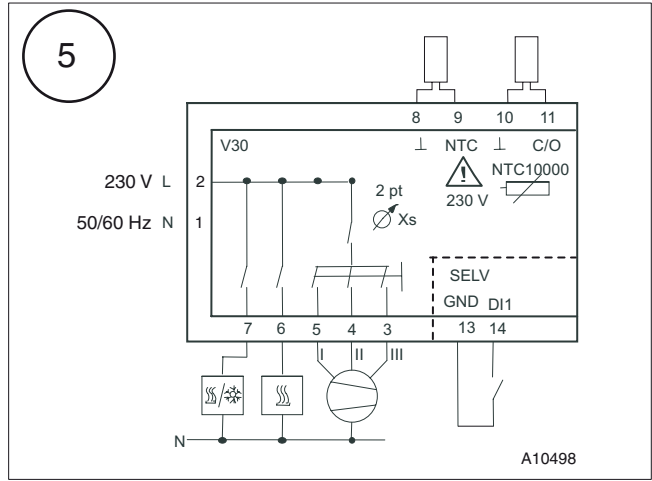 5
8 9 10 11
V30 ⊥ NTC ⊥ C/O
NTC10000
230 V L 2
2 pt
230 V
50/60 Hz N 1
Xs
SELV
GND DI1
7 6 5 4 3 13 14
I II III
N
A10498